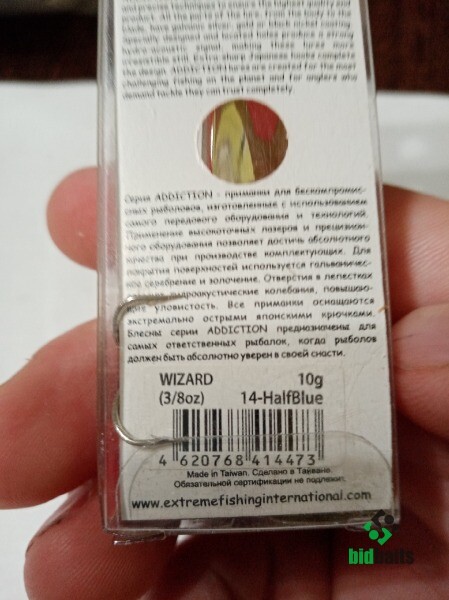 techniques to ensure the highest quality and
product. All the parts of the lure, from the body to the
blade, have galvanic silver, gold or black nickel coating.
Specially designed and located holes produce a strong
hydro-acoustic signal, making these lures more
irresistible. Extra sharp Japanese hooks complete
the design. ADDICTION lures are created for the most
challenging fishing on the planet and for anglers who
demand tackle they can trust completely.
Серия ADDICTION - приманки для бескомпромис-
сных рыболовов, изготовленные с использованием
самого передового оборудования и технологий.
Применение высокоточных лазеров и прецизион-
ного оборудования позволяет достичь абсолютного
качества при производстве комплектующих. Для
покрытия поверхностей используется гальваничес-
кое серебрение и золочение. Отверстия в лепестках
гидроакустические колебания, повышаю-
щие уловистость. Все приманки оснащаются
экстремально острыми японскими крючками.
Блесны серии ADDICTION предназначены для
самых ответственных рыбалок, когда рыболов
должен быть абсолютно уверен в своей снасти.
WIZARD 10g
(3/8oz) 14-HalfBlue
4 620768 414473
Made in Taiwan. Сделано в Тайване.
Обязательной сертификации не подлежит.
www.extremefishinginternational.com
bidbaits